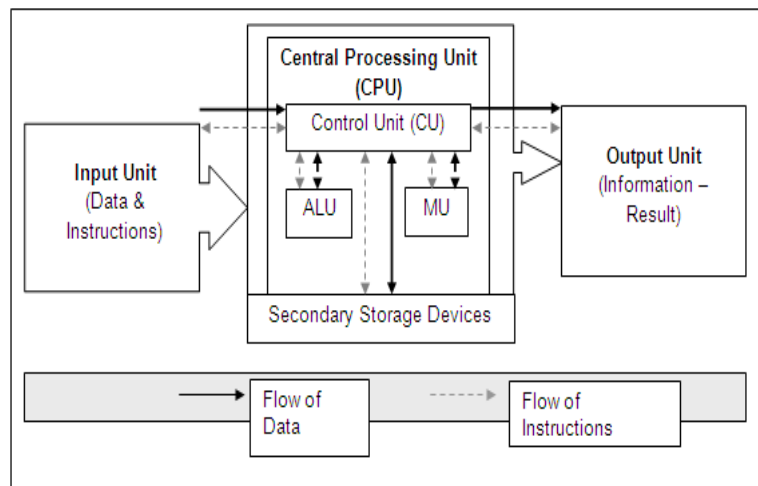 Central Processing Unit
(CPU)
Control Unit (CU)
Input Unit
(Data &
Instructions)
ALU
MU
Output Unit
(Information –
Result)
Secondary Storage Devices
Flow of
Data
Flow of
Instructions